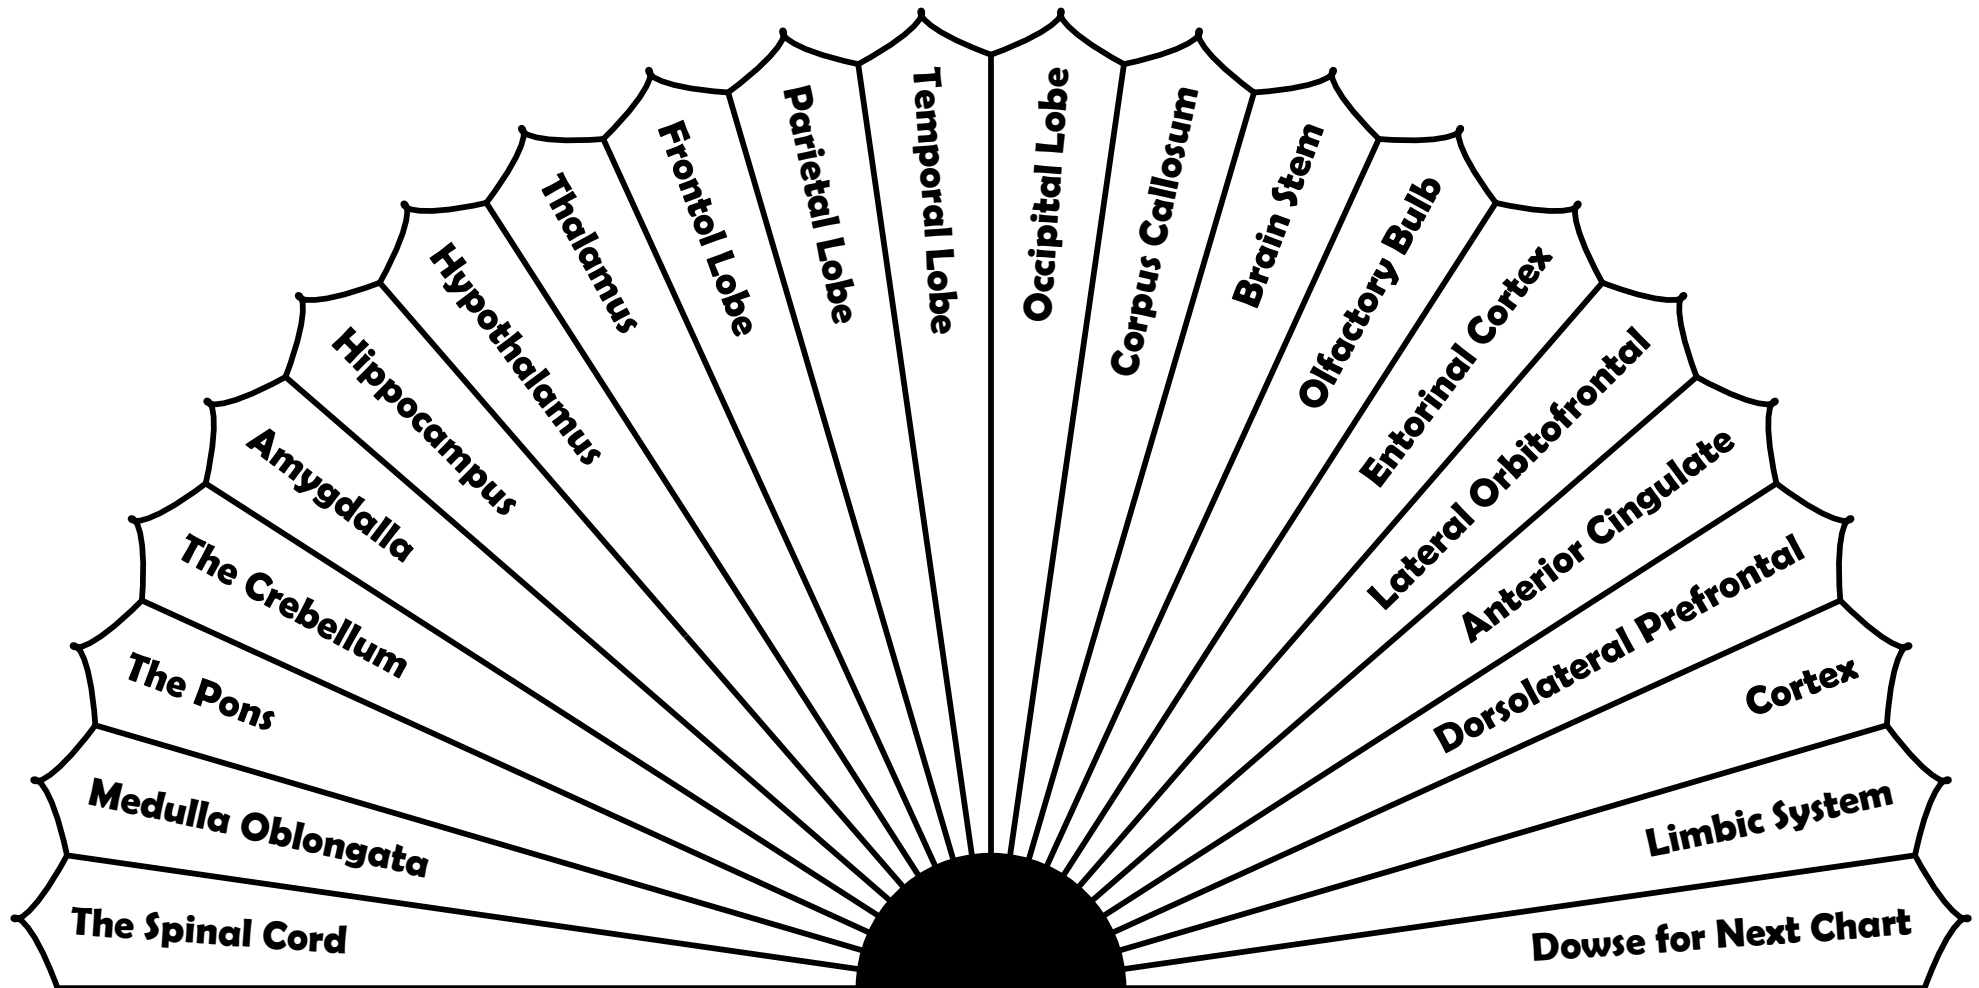 The Spinal Cord
Medulla Oblongata
The Pons
The Crebellum
Amygdalla
Hippocampus
Hypothalamus
Thalamus
Frontol Lobe
Parietal Lobe
Temporal Lobe
Occipital Lobe
Corpus Callosum
Brain Stem
Olfactory Bulb
Entorinal Cortex
Lateral Orbitofrontal
Anterior Cingulate
Dorsolateral Prefrontal
Cortex
Limbic System
Dowse for Next Chart